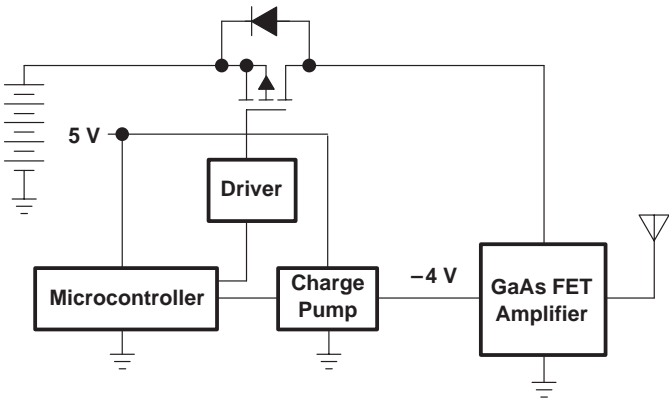 5 V
Driver
Microcontroller
Charge
Pump
–4 V
GaAs FET
Amplifier